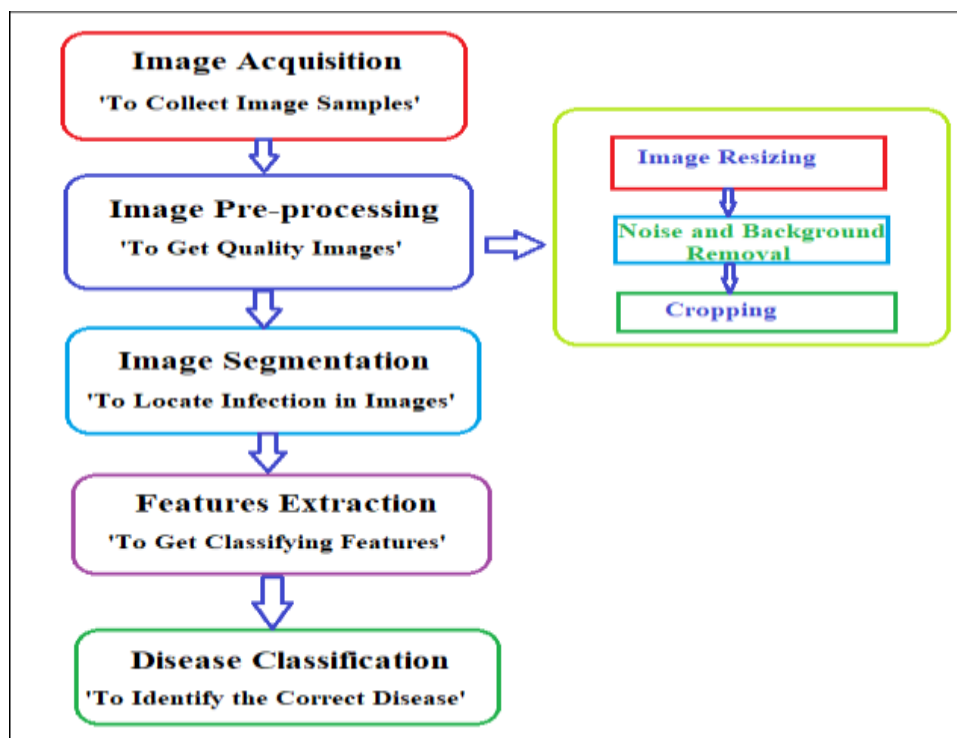 Image Acquisition
'To Collect Image Samples'
Image Pre-processing
'To Get Quality Images'
Image Segmentation
'To Locate Infection in Images'
Features Extraction
'To Get Classifying Features'
Disease Classification
'To Identify the Correct Disease'
Image Resizing
Noise and Background
Removal
Cropping